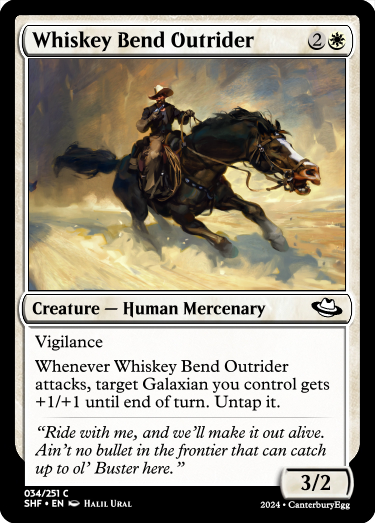 Whiskey Bend Outrider 2
Creature — Human Mercenary
Vigilance
Whenever Whiskey Bend Outrider
attacks, target Galaxian you control gets
+1/+1 until end of turn. Untap it.
“Ride with me, and we’ll make it out alive.
Ain’t no bullet in the frontier that can catch
up to ol’ Buster here.”
3/2
034/251 C
SHF • EN Halil Ural
2024 • CanterburyEgg